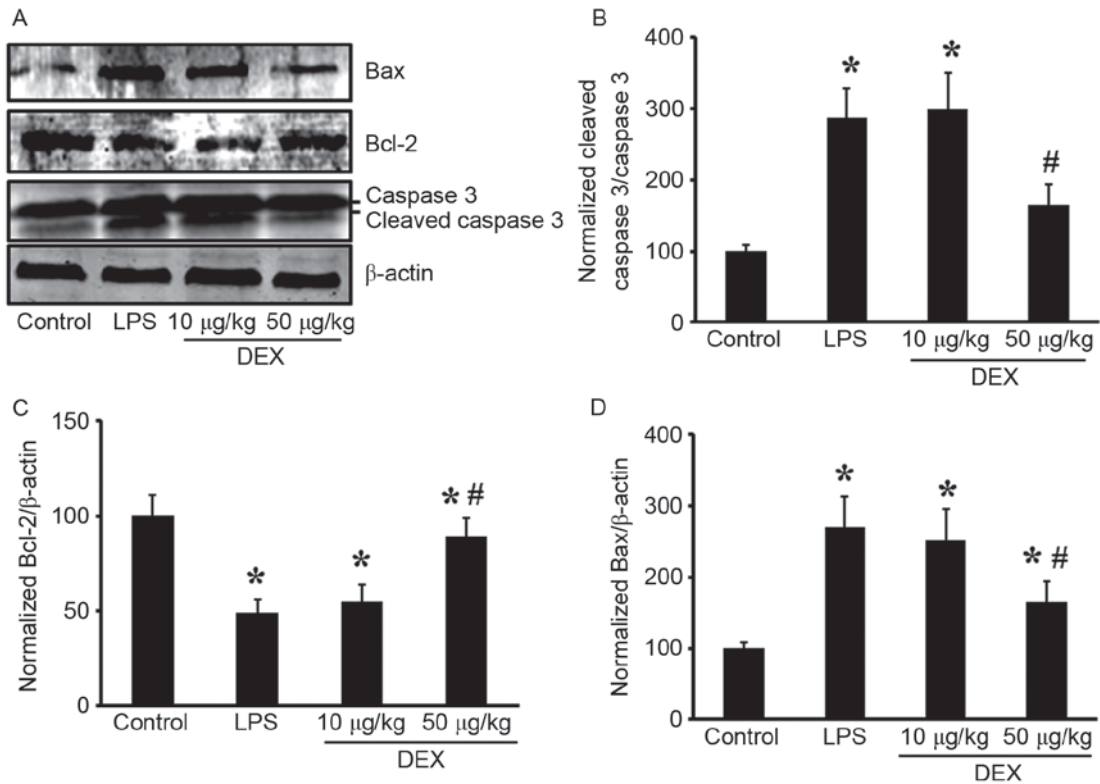 A
Bax
Bcl-2
Caspase 3
Cleaved caspase 3
β-actin
Control LPS 10 μg/kg 50 μg/kg
DEX
B
Normalized cleaved
caspase 3/caspase 3
400
300
200
100
0
*
*
#
Control LPS 10 μg/kg 50 μg/kg
DEX
C
Normalized Bcl-2/β-actin
150
100
50
0
*
*
* #
Control LPS 10 μg/kg 50 μg/kg
DEX
D
Normalized Bax/β-actin
400
300
200
100
0
*
*
* #
Control LPS 10 μg/kg 50 μg/kg
DEX